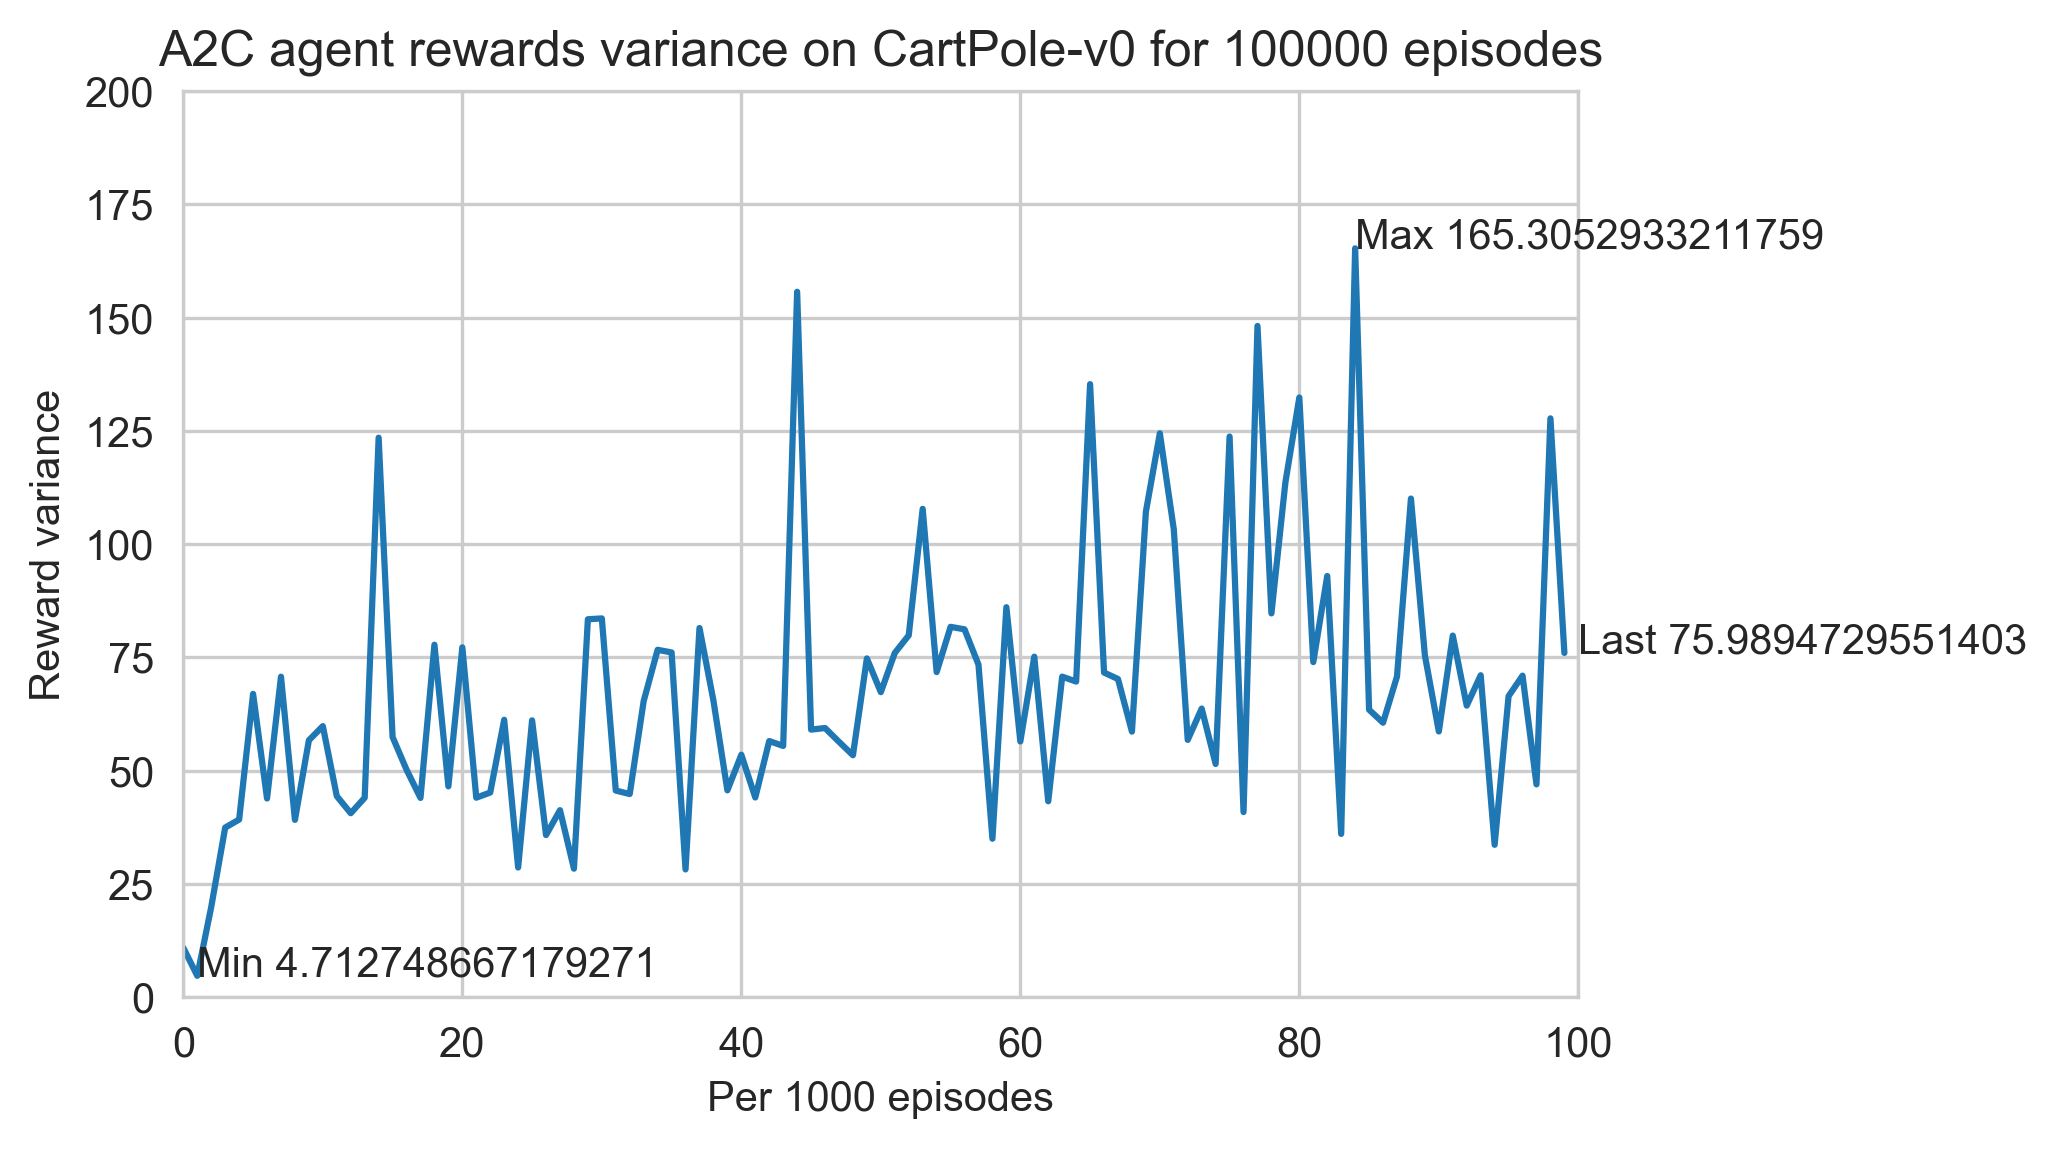 A2C agent rewards variance on CartPole-v0 for 100000 episodes
200
175
150
125
100
75
50
25
0
Reward variance
Max 165.3052933211759
Last 75.9894729551403
Min 4.712748667179271
0 20 40 60 80 100
Per 1000 episodes